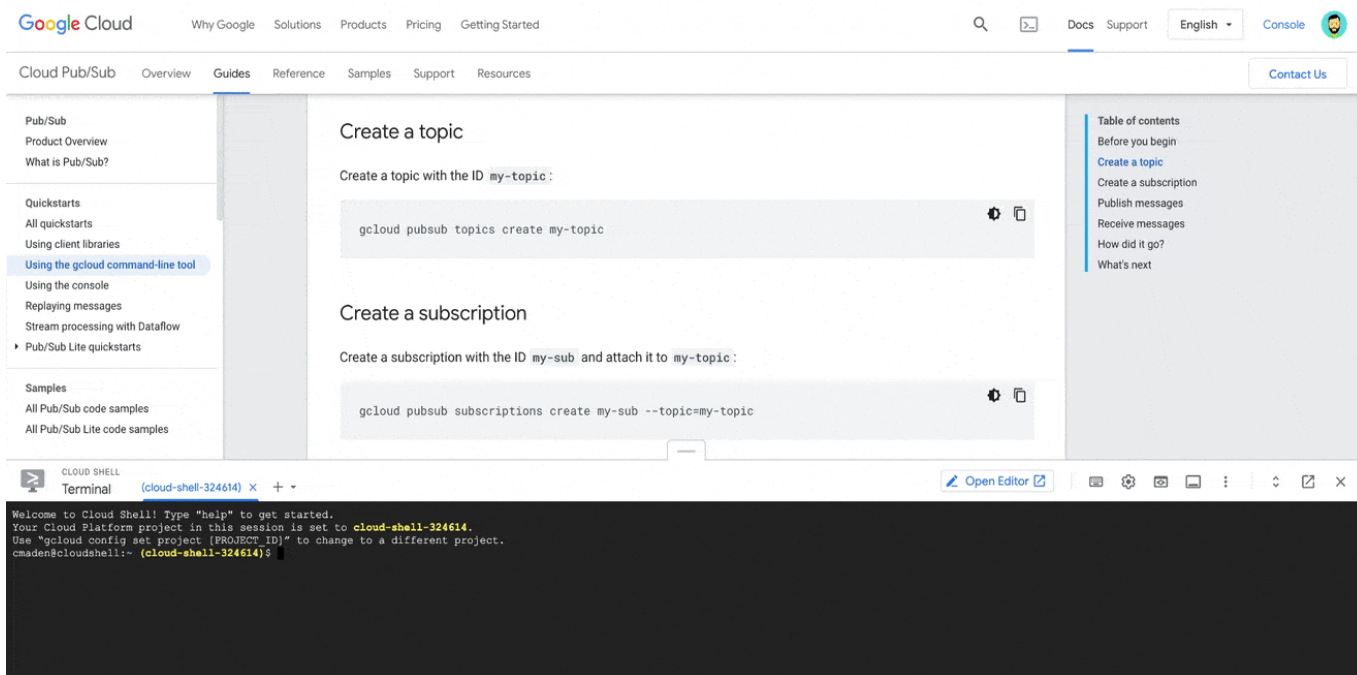 Google Cloud
Why Google Solutions Products Pricing Getting Started
Docs Support English Console
Cloud Pub/Sub Overview Guides Reference Samples Support Resources
Contact Us
Pub/Sub
Product Overview
What is Pub/Sub?
Quickstarts
All quickstarts
Using client libraries
Using the gcloud command-line tool
Using the console
Replaying messages
Stream processing with Dataflow
Pub/Sub Lite quickstarts
Samples
All Pub/Sub code samples
All Pub/Sub Lite code samples
Create a topic
Create a topic with the ID my-topic:
gcloud pubsub topics create my-topic
Create a subscription
Create a subscription with the ID my-sub and attach it to my-topic:
gcloud pubsub subscriptions create my-sub --topic=my-topic
Table of contents
Before you begin
Create a topic
Create a subscription
Publish messages
Receive messages
How did it go?
What's next
CLOUD SHELL
Terminal (cloud-shell-324614) Open Editor
Welcome to Cloud Shell! Type "help" to get started.
Your Cloud Platform project in this session is set to cloud-shell-324614.
Use "gcloud config set project [PROJECT_ID]” to change to a different project.
cmaden@cloudshell:~ (cloud-shell-324614)$